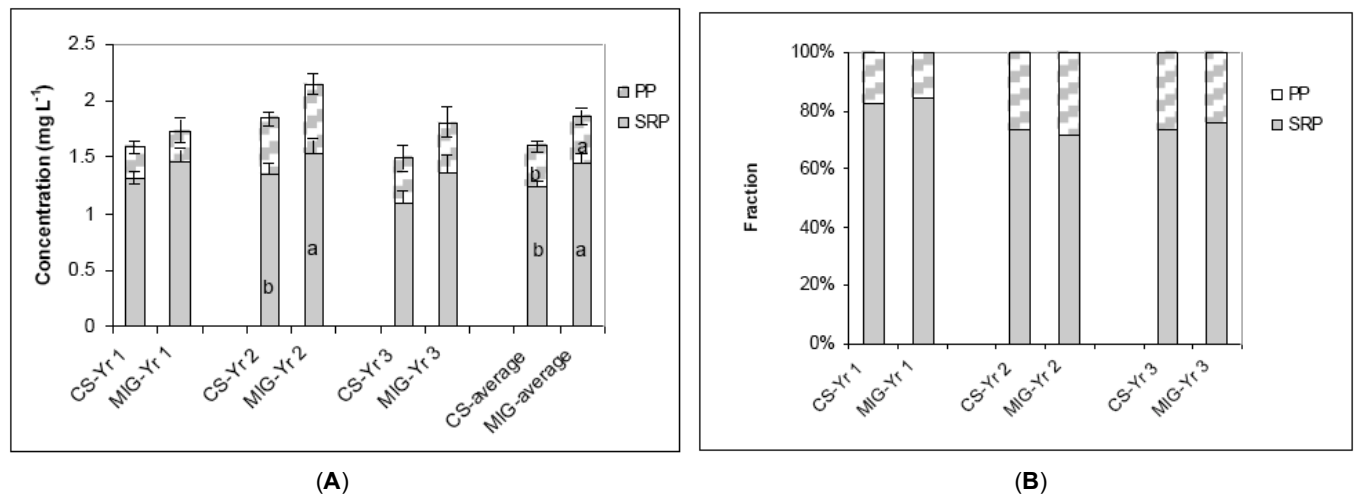 2.5
2
1.5
1
0.5
0
Concentration (mg L⁻¹)
b
a
b
b
a
a
CS-Yr 1
MIG-Yr 1
CS-Yr 2
MIG-Yr 2
CS-Yr 3
MIG-Yr 3
CS-average
MIG-average
PP
SRP
(A)
100%
80%
60%
40%
20%
0%
Fraction
CS-Yr 1
MIG-Yr 1
CS-Yr 2
MIG-Yr 2
CS-Yr 3
MIG-Yr 3
PP
SRP
(B)